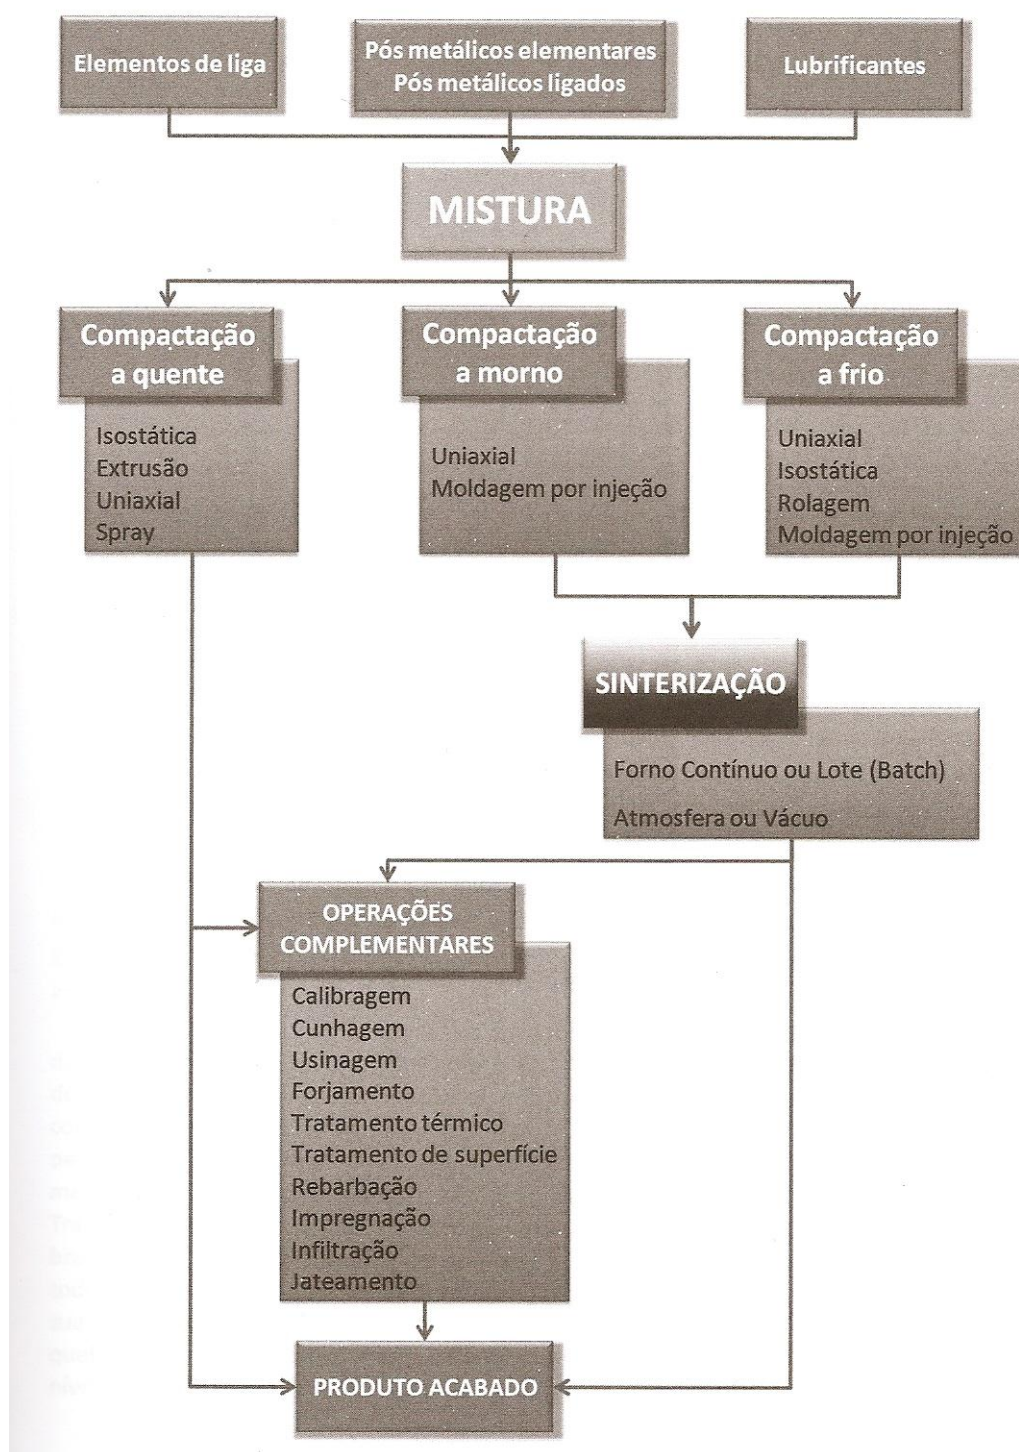 Elementos de liga
Pós metálicos elementares
Pós metálicos ligados
Lubrificantes
MISTURA
Compactação
a quente
Isostática
Extrusão
Uniaxial
Spray
Compactação
a morno
Uniaxial
Moldagem por injeção
Compactação
a frio
Uniaxial
Isostática
Rolagem
Moldagem por injeção
SINTERIZAÇÃO
Forno Contínuo ou Lote (Batch)
Atmosfera ou Vácuo
OPERAÇÕES
COMPLEMENTARES
Calibragem
Cunhagem
Usinagem
Forjamento
Tratamento térmico
Tratamento de superfície
Rebarbação
Impregnação
Infiltração
Jateamento
PRODUTO ACABADO